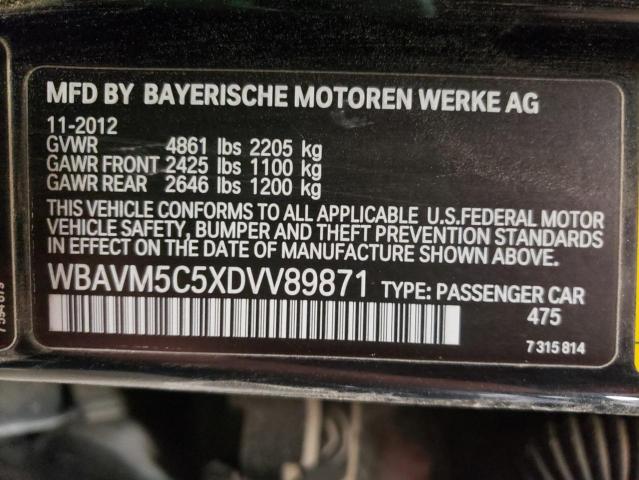 MFD BY BAYERISCHE MOTOREN WERKE AG
11-2012
GVWR 4861 lbs 2205 kg
GAWR FRONT 2425 lbs 1100 kg
GAWR REAR 2646 lbs 1200 kg
THIS VEHICLE CONFORMS TO ALL APPLICABLE U.S.FEDERAL MOTOR
VEHICLE SAFETY, BUMPER AND THEFT PREVENTION STANDARDS
IN EFFECT ON THE DATE OF MANUFACTURE SHOWN ABOVE.
WBAVM5C5XDVV89871 TYPE: PASSENGER CAR
475
7 315 814